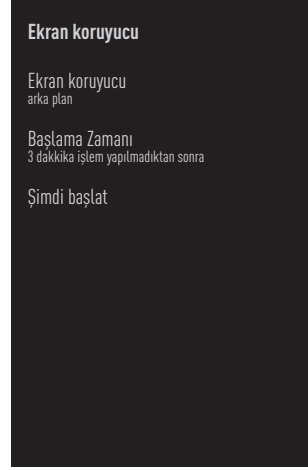 Ekran koruyucu
Ekran koruyucu
arka plan
Başlama Zamanı
3 dakkika işlem yapılmadıktan sonra
Şimdi başlat